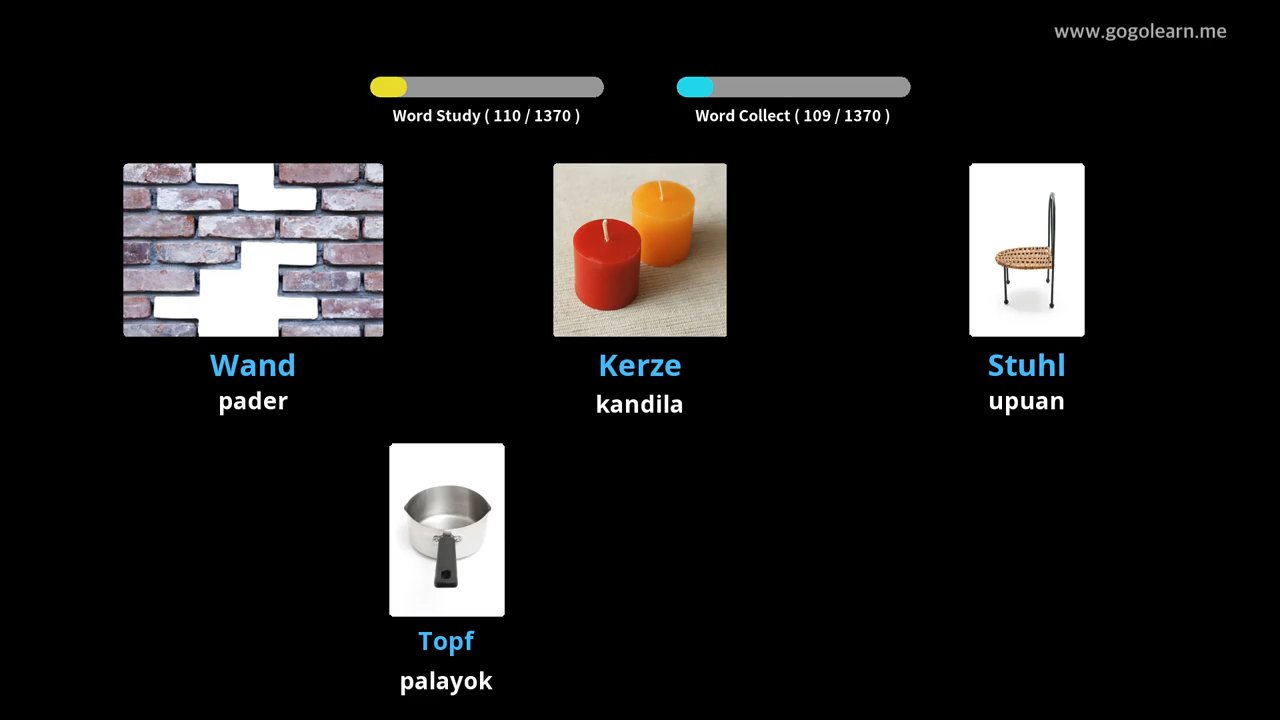 www.gogolearn.me
Word Study ( 110 / 1370 )
Word Collect ( 109 / 1370 )
Wand
pader
Kerze
kandila
Stuhl
upuan
Topf
palayok